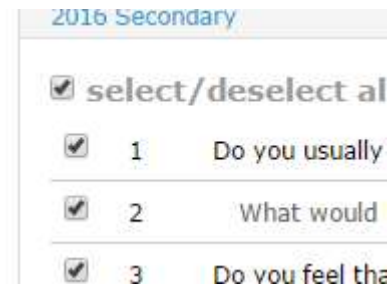 2016 Secondary
select/deselect al
1 Do you usually
2 What would
3 Do you feel tha